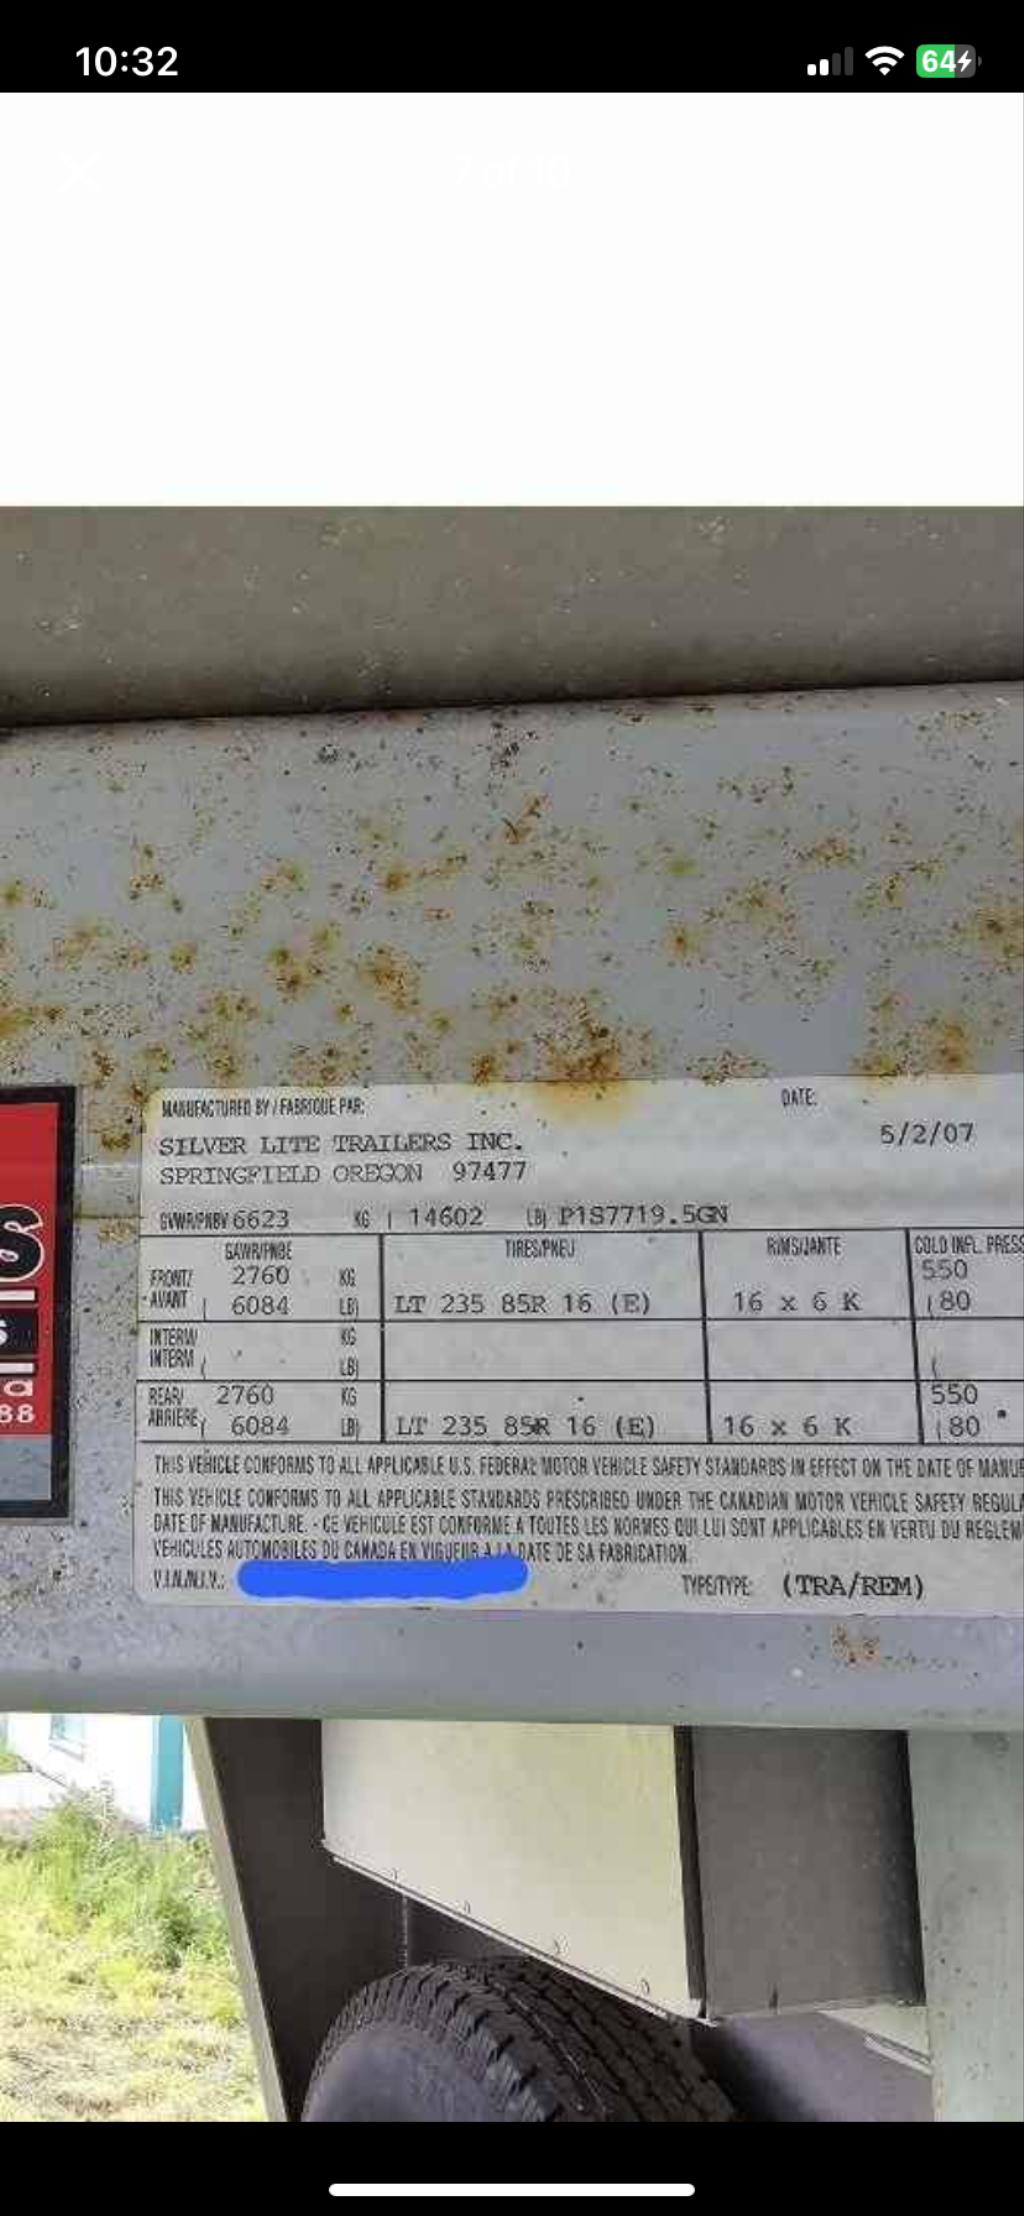 10:32
64
7 of 10
S
S
a
88
MANUFACTURED BY / FABRIQUE PAR:
DATE:
SILVER LITE TRAILERS INC.
5/2/07
SPRINGFIELD OREGON 97477
GVWR/PNBV 6623 KG ( 14602 LB) P1S7719.5GN
GAWR/PNBE TIRES/PNEU RIMS/JANTE COLD INFL. PRESS
FRONT/ 2760 KG 550
AVANT ( 6084 LB) LT 235 85R 16 (E) 16 x 6 K (80
INTERM/ KG
INTERM ( LB) (
REAR/ 2760 KG 550
ARRIERE ( 6084 LB) LT 235 85R 16 (E) 16 x 6 K (80
THIS VEHICLE CONFORMS TO ALL APPLICABLE U.S. FEDERAL MOTOR VEHICLE SAFETY STANDARDS IN EFFECT ON THE DATE OF MANUF
THIS VEHICLE CONFORMS TO ALL APPLICABLE STANDARDS PRESCRIBED UNDER THE CANADIAN MOTOR VEHICLE SAFETY REGULA
DATE OF MANUFACTURE. - CE VEHICULE EST CONFORME A TOUTES LES NORMES QUI LUI SONT APPLICABLES EN VERTU DU REGLEM
VEHICULES AUTOMOBILES DU CANADA EN VIGUEUR A LA DATE DE SA FABRICATION.
V.I.N./N.I.V.: TYPE/TYPE: (TRA/REM)